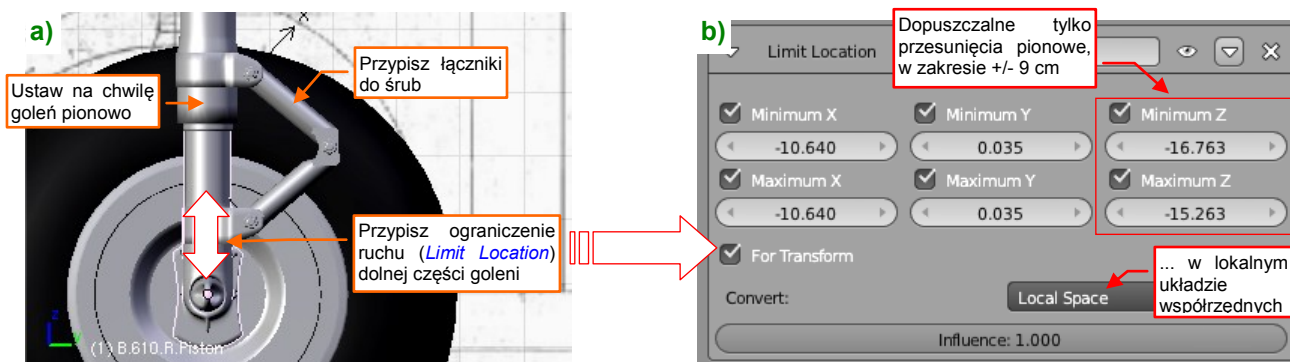 a)
x
Ustaw na chwilę
goleń pionowo
Przypisz łączniki
do śrub
Przypisz ograniczenie
ruchu (Limit Location)
dolnej części goleni
z
y
(1) B.610.R.Piston
b)
Dopuszczalne tylko
przesunięcia pionowe,
w zakresie +/- 9 cm
Limit Location
Minimum X
Minimum Y
Minimum Z
-10.640
0.035
-16.763
Maximum X
Maximum Y
Maximum Z
-10.640
0.035
-15.263
For Transform
... w lokalnym
układzie
współrzędnych
Convert:
Local Space
Influence: 1.000